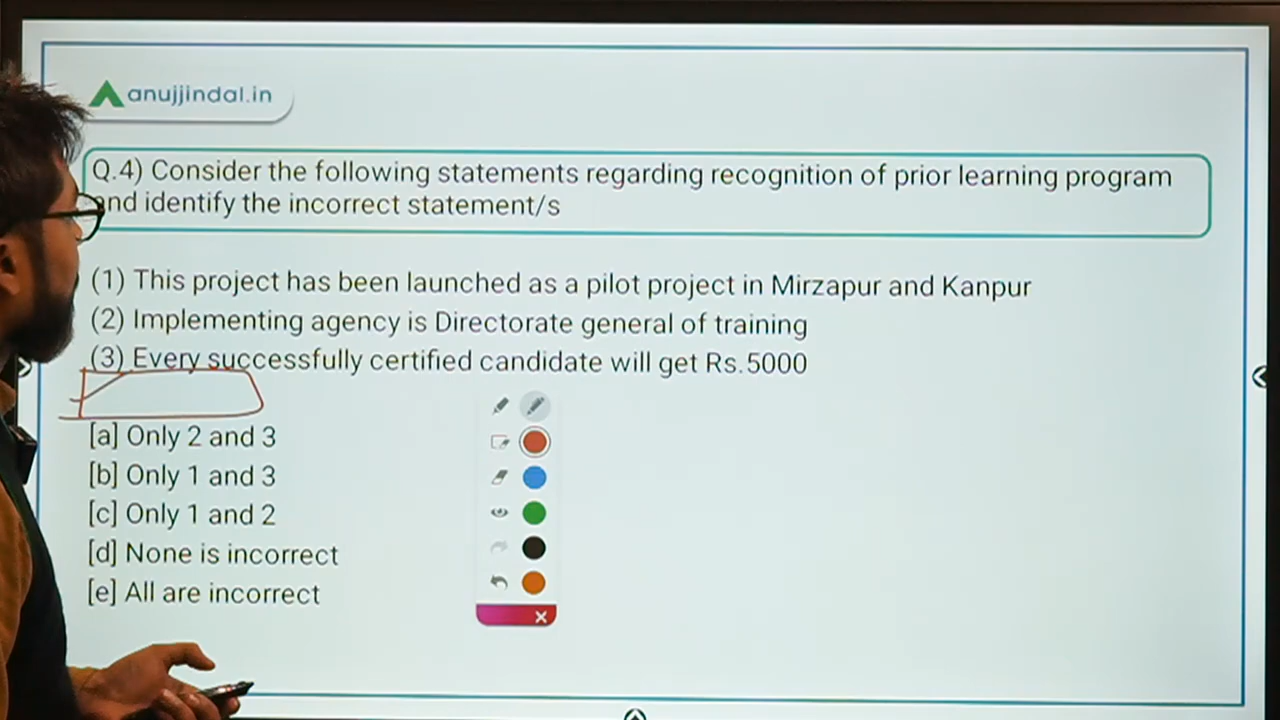 anujjindal.in
Q.4) Consider the following statements regarding recognition of prior learning program
and identify the incorrect statement/s
(1) This project has been launched as a pilot project in Mirzapur and Kanpur
(2) Implementing agency is Directorate general of training
(3) Every successfully certified candidate will get Rs.5000
[a] Only 2 and 3
[b] Only 1 and 3
[c] Only 1 and 2
[d] None is incorrect
[e] All are incorrect